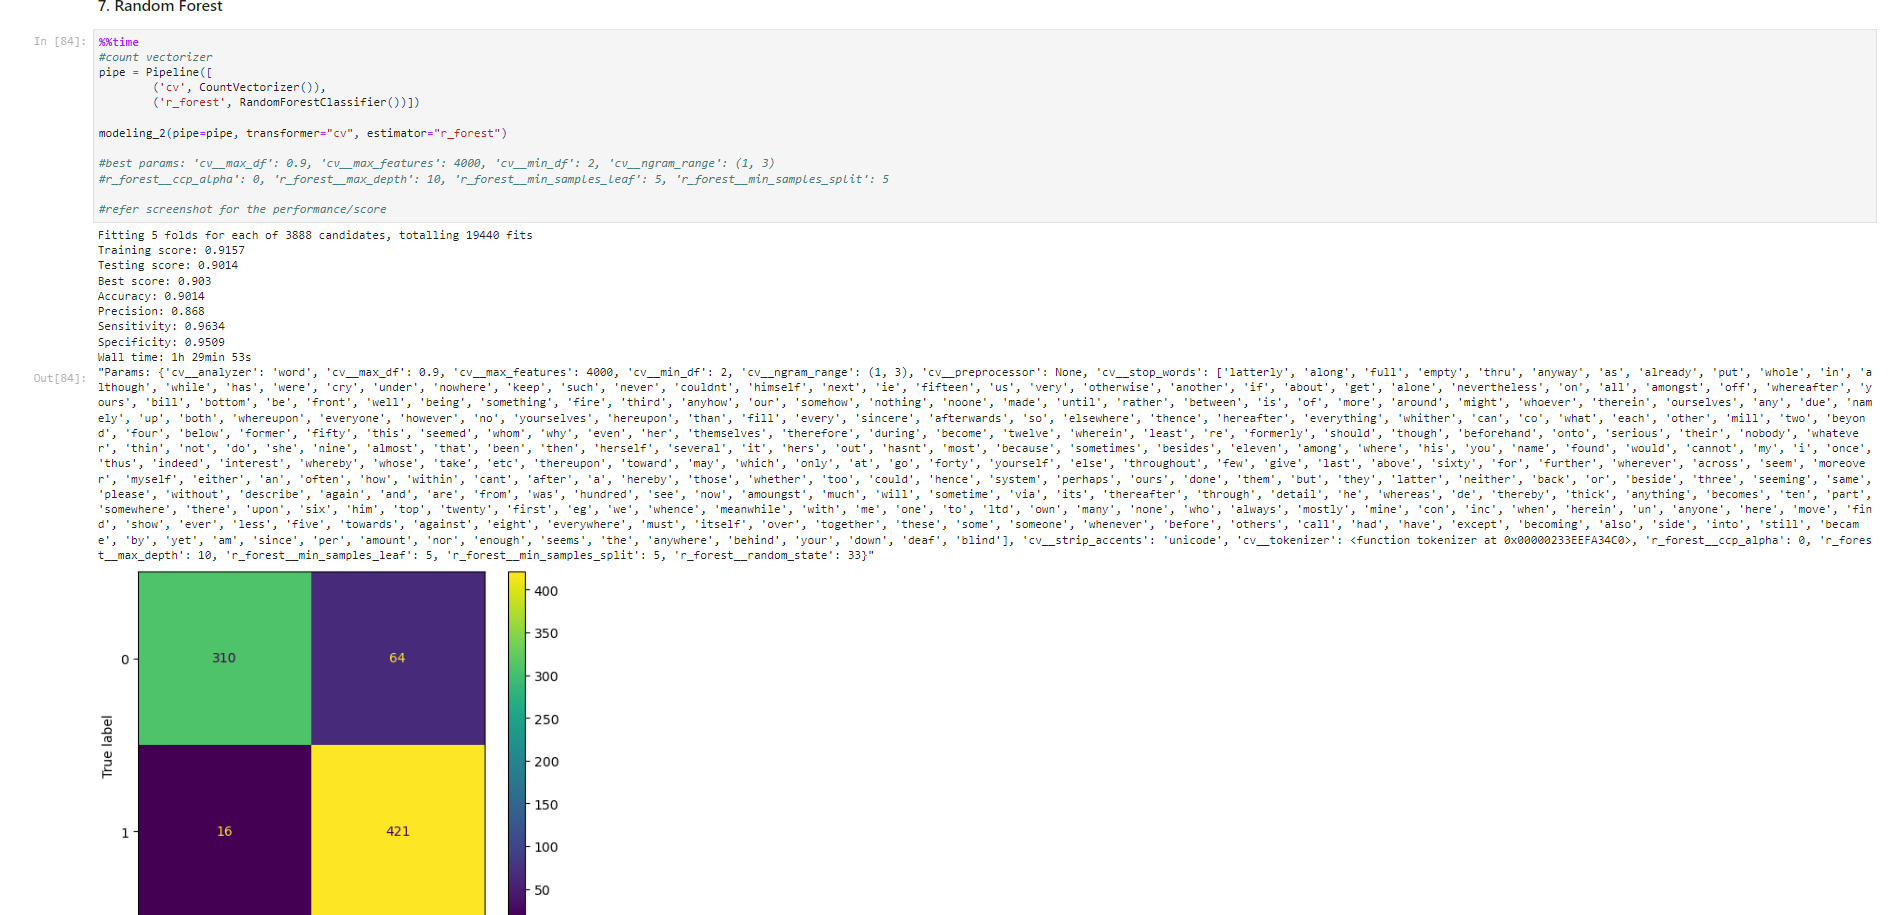 7. Random Forest
In [84]:
%%time
#count vectorizer
pipe = Pipeline([
('cv', CountVectorizer()),
('r_forest', RandomForestClassifier())])
modeling_2(pipe=pipe, transformer="cv", estimator="r_forest")
#best params: 'cv__max_df': 0.9, 'cv__max_features': 4000, 'cv__min_df': 2, 'cv__ngram_range': (1, 3)
#r_forest__ccp_alpha': 0, 'r_forest__max_depth': 10, 'r_forest__min_samples_leaf': 5, 'r_forest__min_samples_split': 5
#refer screenshot for the performance/score
Fitting 5 folds for each of 3888 candidates, totalling 19440 fits
Training score: 0.9157
Testing score: 0.9014
Best score: 0.903
Accuracy: 0.9014
Precision: 0.868
Sensitivity: 0.9634
Specificity: 0.9509
Wall time: 1h 29min 53s
Out[84]:
"Params: {'cv__analyzer': 'word', 'cv__max_df': 0.9, 'cv__max_features': 4000, 'cv__min_df': 2, 'cv__ngram_range': (1, 3), 'cv__preprocessor': None, 'cv__stop_words': ['latterly', 'along', 'full', 'empty', 'thru', 'anyway', 'as', 'already', 'put', 'whole', 'in', 'a
lthough', 'while', 'has', 'were', 'cry', 'under', 'nowhere', 'keep', 'such', 'never', 'couldnt', 'himself', 'next', 'ie', 'fifteen', 'us', 'very', 'otherwise', 'another', 'if', 'about', 'get', 'alone', 'nevertheless', 'on', 'all', 'amongst', 'off', 'whereafter', 'y
ours', 'bill', 'bottom', 'be', 'front', 'well', 'being', 'something', 'fire', 'third', 'anyhow', 'our', 'somehow', 'nothing', 'noone', 'made', 'until', 'rather', 'between', 'is', 'of', 'more', 'around', 'might', 'whoever', 'therein', 'ourselves', 'any', 'due', 'nam
ely', 'up', 'both', 'whereupon', 'everyone', 'however', 'no', 'yourselves', 'hereupon', 'than', 'fill', 'every', 'sincere', 'afterwards', 'so', 'elsewhere', 'thence', 'hereafter', 'everything', 'whither', 'can', 'co', 'what', 'each', 'other', 'mill', 'two', 'beyon
d', 'four', 'below', 'former', 'fifty', 'this', 'seemed', 'whom', 'why', 'even', 'her', 'themselves', 'therefore', 'during', 'become', 'twelve', 'wherein', 'least', 're', 'formerly', 'should', 'though', 'beforehand', 'onto', 'serious', 'their', 'nobody', 'whateve
r', 'thin', 'not', 'do', 'she', 'nine', 'almost', 'that', 'been', 'then', 'herself', 'several', 'it', 'hers', 'out', 'hasnt', 'most', 'because', 'sometimes', 'besides', 'eleven', 'among', 'where', 'his', 'you', 'name', 'found', 'would', 'cannot', 'my', 'i', 'once',
'thus', 'indeed', 'interest', 'whereby', 'whose', 'take', 'etc', 'thereupon', 'toward', 'may', 'which', 'only', 'at', 'go', 'forty', 'yourself', 'else', 'throughout', 'few', 'give', 'last', 'above', 'sixty', 'for', 'further', 'wherever', 'across', 'seem', 'moreove
r', 'myself', 'either', 'an', 'often', 'how', 'within', 'cant', 'after', 'a', 'hereby', 'those', 'whether', 'too', 'could', 'hence', 'system', 'perhaps', 'ours', 'done', 'them', 'but', 'they', 'latter', 'neither', 'back', 'or', 'beside', 'three', 'seeming', 'same',
'please', 'without', 'describe', 'again', 'and', 'are', 'from', 'was', 'hundred', 'see', 'now', 'amoungst', 'much', 'will', 'sometime', 'via', 'its', 'thereafter', 'through', 'detail', 'he', 'whereas', 'de', 'thereby', 'thick', 'anything', 'becomes', 'ten', 'part',
'somewhere', 'there', 'upon', 'six', 'him', 'top', 'twenty', 'first', 'eg', 'we', 'whence', 'meanwhile', 'with', 'me', 'one', 'to', 'ltd', 'own', 'many', 'none', 'who', 'always', 'mostly', 'mine', 'con', 'inc', 'when', 'herein', 'un', 'anyone', 'here', 'move', 'fin
d', 'show', 'ever', 'less', 'five', 'towards', 'against', 'eight', 'everywhere', 'must', 'itself', 'over', 'together', 'these', 'some', 'someone', 'whenever', 'before', 'others', 'call', 'had', 'have', 'except', 'becoming', 'also', 'side', 'into', 'still', 'becam
e', 'by', 'yet', 'am', 'since', 'per', 'amount', 'nor', 'enough', 'seems', 'the', 'anywhere', 'behind', 'your', 'down', 'deaf', 'blind'], 'cv__strip_accents': 'unicode', 'cv__tokenizer': <function tokenizer at 0x00000233EEFA34C0>, 'r_forest__ccp_alpha': 0, 'r_fores
t__max_depth': 10, 'r_forest__min_samples_leaf': 5, 'r_forest__min_samples_split': 5, 'r_forest__random_state': 33}"
400
350
300
250
200
150
100
50
0
310
64
True label
1
16
421